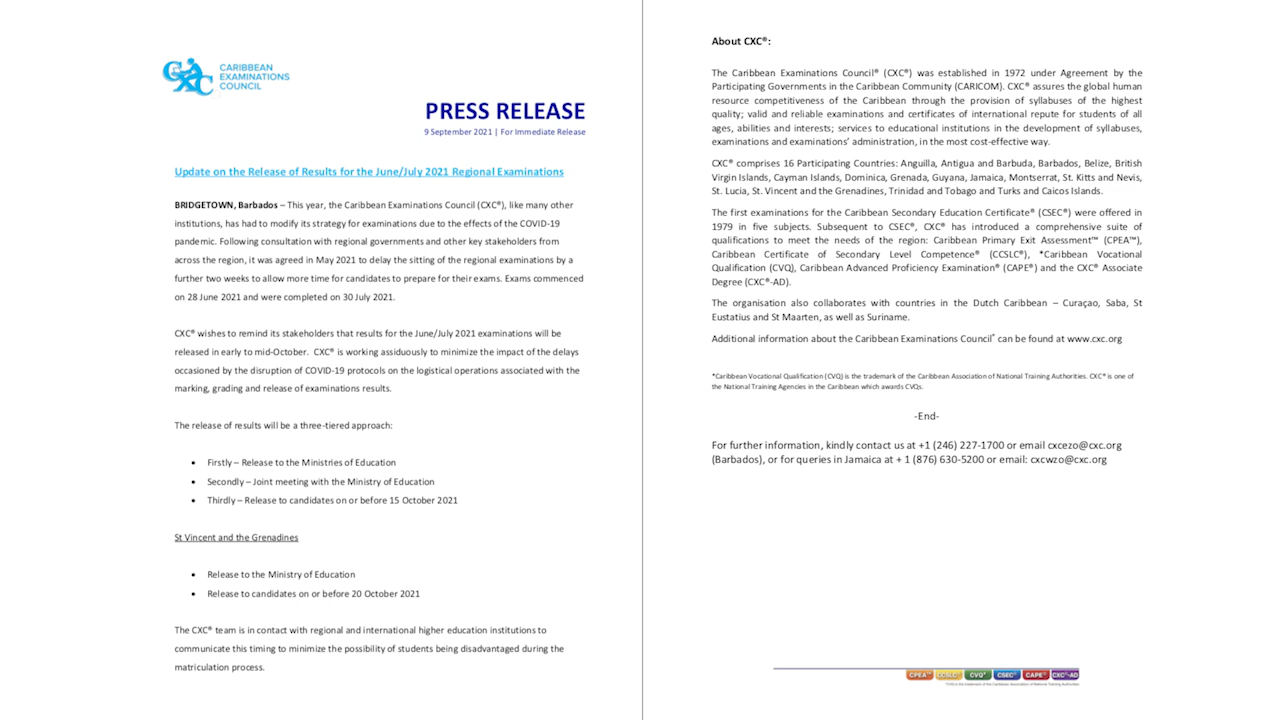 CARIBBEAN
EXAMINATIONS
COUNCIL
PRESS RELEASE
9 September 2021 | For Immediate Release
Update on the Release of Results for the June/July 2021 Regional Examinations
BRIDGETOWN, Barbados – This year, the Caribbean Examinations Council (CXC®), like many other
institutions, has had to modify its strategy for examinations due to the effects of the COVID-19
pandemic. Following consultation with regional governments and other key stakeholders from
across the region, it was agreed in May 2021 to delay the sitting of the regional examinations by a
further two weeks to allow more time for candidates to prepare for their exams. Exams commenced
on 28 June 2021 and were completed on 30 July 2021.
CXC® wishes to remind its stakeholders that results for the June/July 2021 examinations will be
released in early to mid-October. CXC® is working assiduously to minimize the impact of the delays
occasioned by the disruption of COVID-19 protocols on the logistical operations associated with the
marking, grading and release of examinations results.
The release of results will be a three-tiered approach:
• Firstly – Release to the Ministries of Education
• Secondly – Joint meeting with the Ministry of Education
• Thirdly – Release to candidates on or before 15 October 2021
St Vincent and the Grenadines
• Release to the Ministry of Education
• Release to candidates on or before 20 October 2021
The CXC® team is in contact with regional and international higher education institutions to
communicate this timing to minimize the possibility of students being disadvantaged during the
matriculation process.
About CXC®:
The Caribbean Examinations Council® (CXC®) was established in 1972 under Agreement by the
Participating Governments in the Caribbean Community (CARICOM). CXC® assures the global human
resource competitiveness of the Caribbean through the provision of syllabuses of the highest
quality; valid and reliable examinations and certificates of international repute for students of all
ages, abilities and interests; services to educational institutions in the development of syllabuses,
examinations and examinations' administration, in the most cost-effective way.
CXC® comprises 16 Participating Countries: Anguilla, Antigua and Barbuda, Barbados, Belize, British
Virgin Islands, Cayman Islands, Dominica, Grenada, Guyana, Jamaica, Montserrat, St. Kitts and Nevis,
St. Lucia, St. Vincent and the Grenadines, Trinidad and Tobago and Turks and Caicos Islands.
The first examinations for the Caribbean Secondary Education Certificate® (CSEC®) were offered in
1979 in five subjects. Subsequent to CSEC®, CXC® has introduced a comprehensive suite of
qualifications to meet the needs of the region: Caribbean Primary Exit Assessment™ (CPEA™),
Caribbean Certificate of Secondary Level Competence® (CCSLC®), *Caribbean Vocational
Qualification (CVQ), Caribbean Advanced Proficiency Examination® (CAPE®) and the CXC® Associate
Degree (CXC®-AD).
The organisation also collaborates with countries in the Dutch Caribbean – Curaçao, Saba, St
Eustatius and St Maarten, as well as Suriname.
Additional information about the Caribbean Examinations Council® can be found at www.cxc.org
*Caribbean Vocational Qualification (CVQ) is the trademark of the Caribbean Association of National Training Authorities. CXC® is one of
the National Training Agencies in the Caribbean which awards CVQs.
-End-
For further information, kindly contact us at +1 (246) 227-1700 or email cxcezo@cxc.org
(Barbados), or for queries in Jamaica at + 1 (876) 630-5200 or email: cxcwzo@cxc.org
CPEA™ CCSLC® CVQ* CSEC® CAPE® CXC®-AD